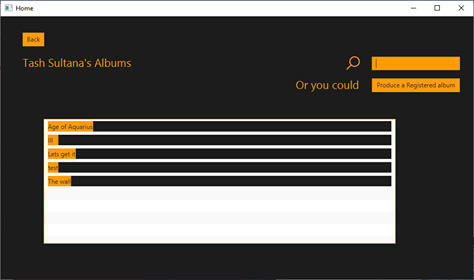 Home
Back
Tash Sultana's Albums
Or you could
Produce a Registered album
Age of Aquarius
III
Lets get it
test
The wall